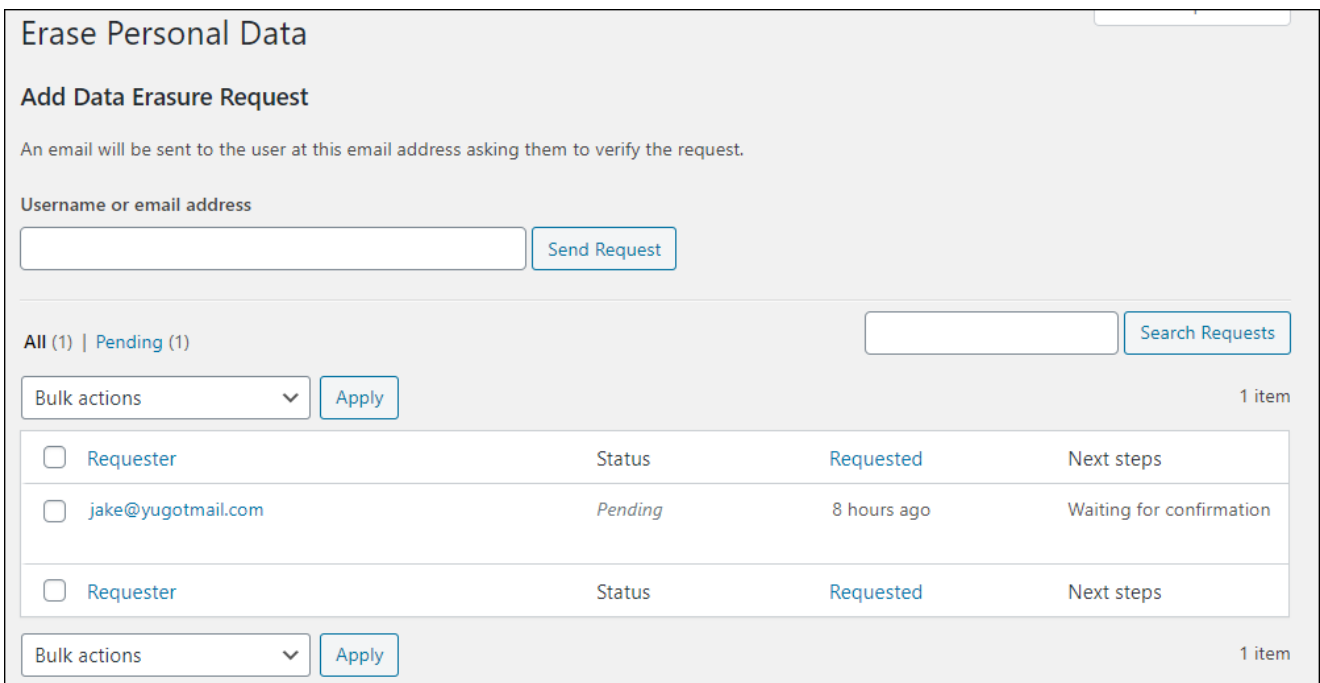 Erase Personal Data
Add Data Erasure Request
An email will be sent to the user at this email address asking them to verify the request.
Username or email address
Send Request
All (1) | Pending (1)
Search Requests
Bulk actions Apply 1 item
Requester Status Requested Next steps
jake@yugotmail.com Pending 8 hours ago Waiting for confirmation
Requester Status Requested Next steps
Bulk actions Apply 1 item